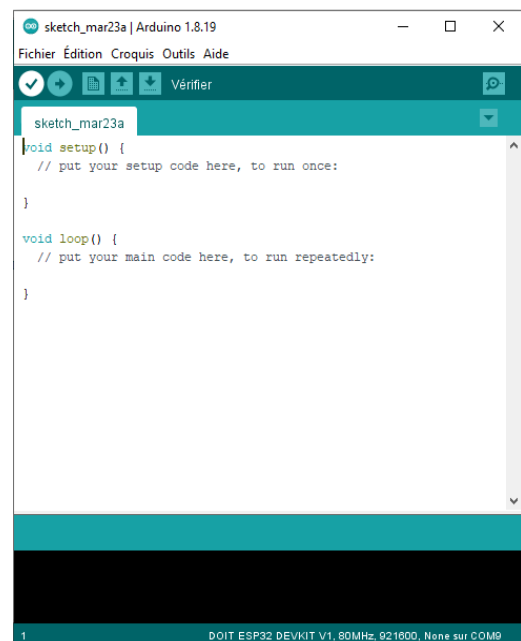 sketch_mar23a | Arduino 1.8.19
Fichier Édition Croquis Outils Aide
Vérifier
sketch_mar23a
void setup() {
// put your setup code here, to run once:
}
void loop() {
// put your main code here, to run repeatedly:
}
1 DOIT ESP32 DEVKIT V1, 80MHz, 921600, None sur COM9